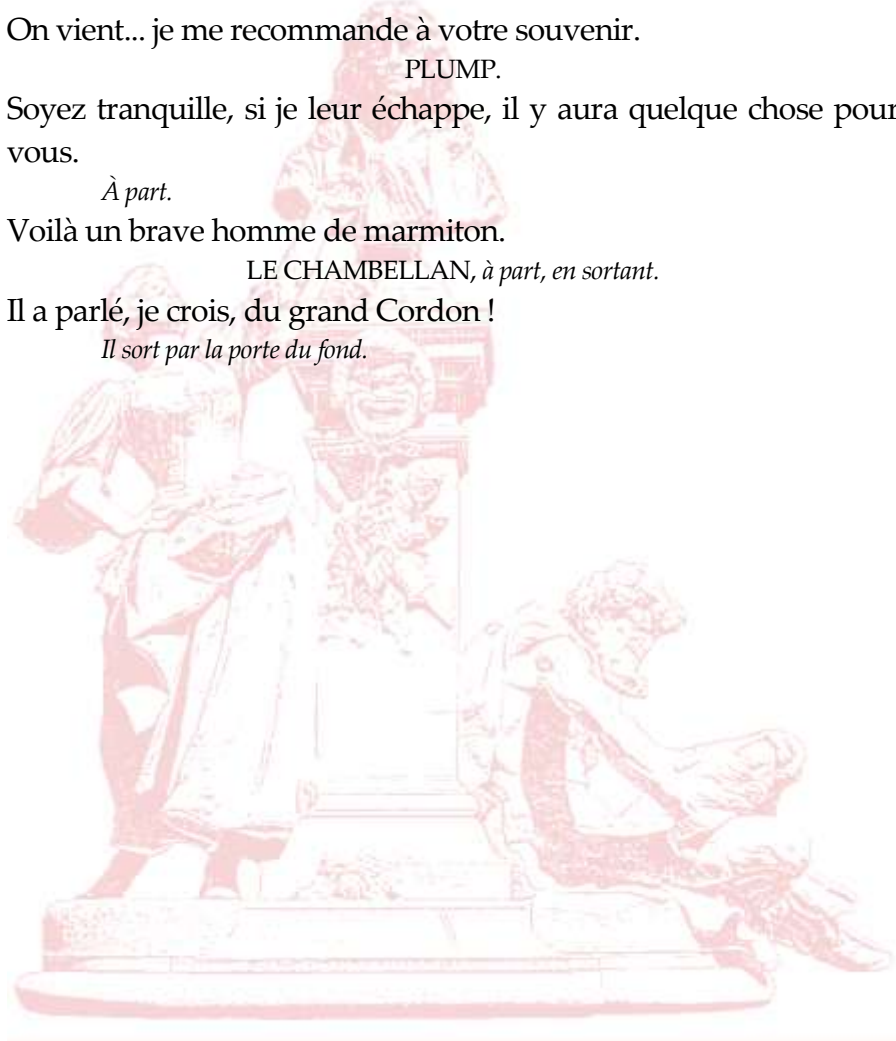 On vient... je me recommande à votre souvenir.
PLUMP.
Soyez tranquille, si je leur échappe, il y aura quelque chose pour
vous.
À part.
Voilà un brave homme de marmiton.
LE CHAMBELLAN, à part, en sortant.
Il a parlé, je crois, du grand Cordon !
Il sort par la porte du fond.